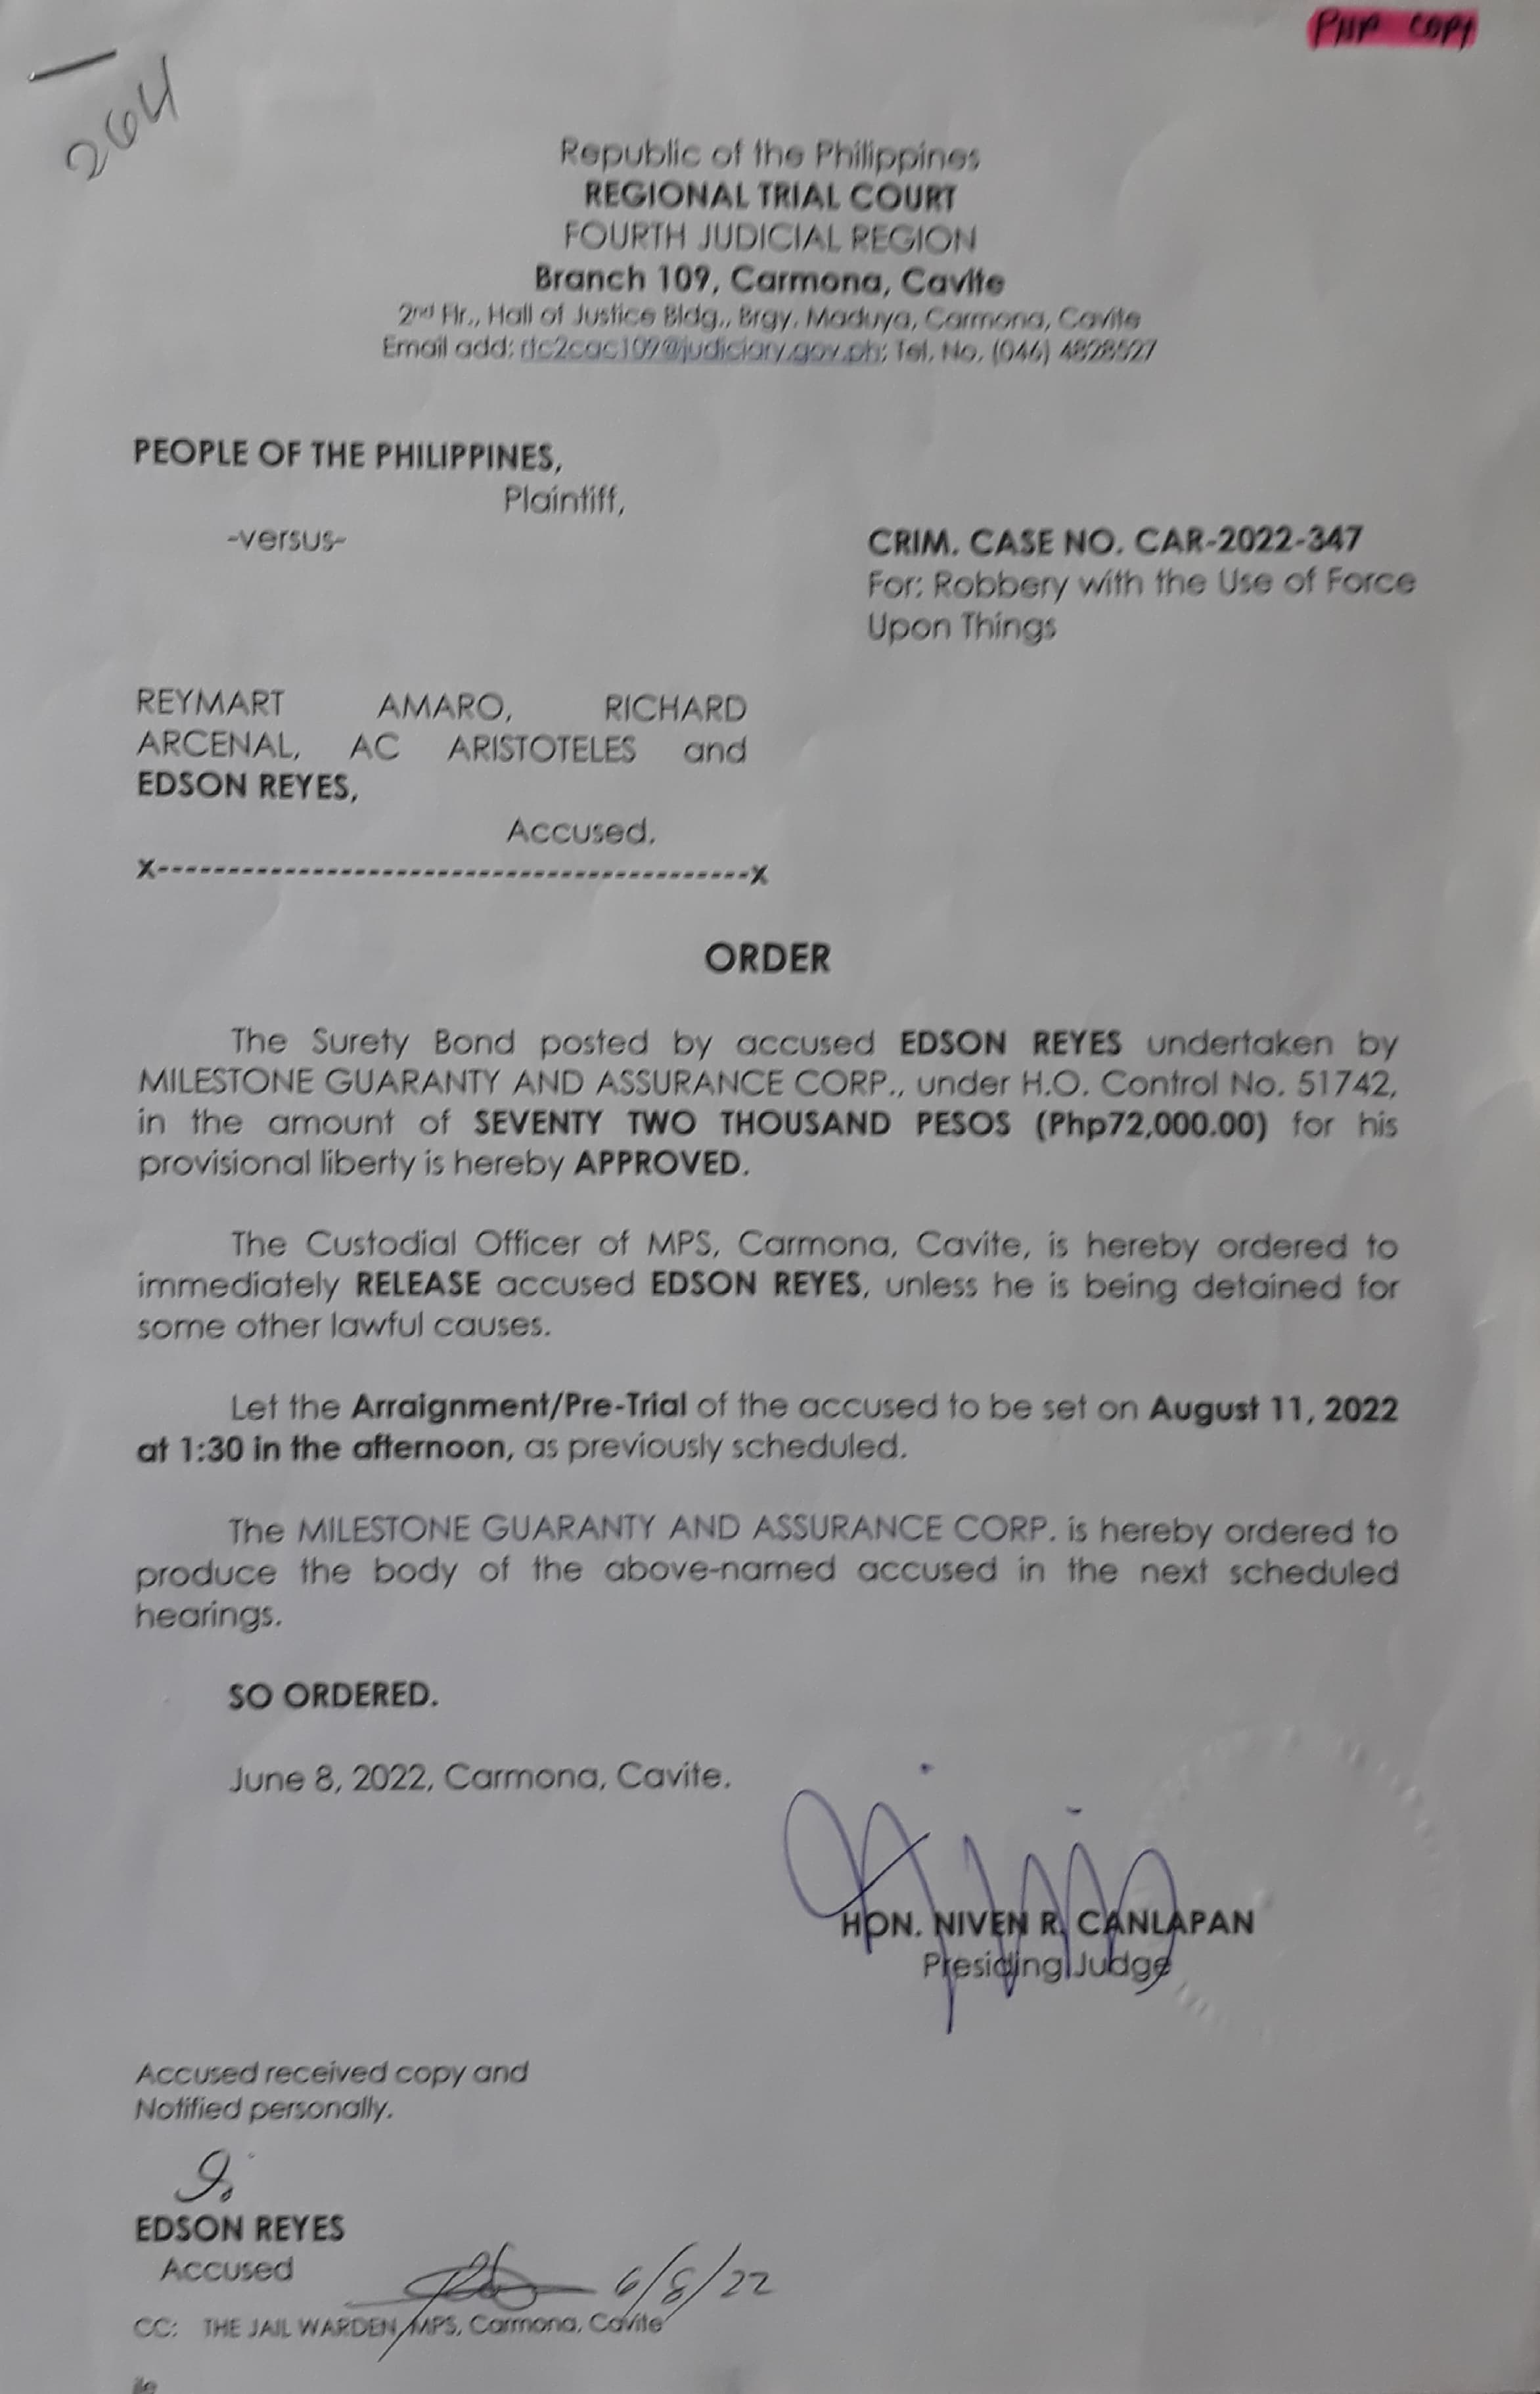 PNP COPY
264
Republic of the Philippines
REGIONAL TRIAL COURT
FOURTH JUDICIAL REGION
Branch 109, Carmona, Cavite
2nd Flr., Hall of Justice Bldg., Brgy. Maduya, Carmona, Cavite
Email add: rtc2cac109@judiciary.gov.ph; Tel. No. (046) 4828527
PEOPLE OF THE PHILIPPINES,
Plaintiff,
-versus-
CRIM. CASE NO. CAR-2022-347
For: Robbery with the Use of Force
Upon Things
REYMART AMARO, RICHARD
ARCENAL, AC ARISTOTELES and
EDSON REYES,
Accused.
x------------------------------------------x
ORDER
The Surety Bond posted by accused EDSON REYES undertaken by
MILESTONE GUARANTY AND ASSURANCE CORP., under H.O. Control No. 51742,
in the amount of SEVENTY TWO THOUSAND PESOS (Php72,000.00) for his
provisional liberty is hereby APPROVED.
The Custodial Officer of MPS, Carmona, Cavite, is hereby ordered to
immediately RELEASE accused EDSON REYES, unless he is being detained for
some other lawful causes.
Let the Arraignment/Pre-Trial of the accused to be set on August 11, 2022
at 1:30 in the afternoon, as previously scheduled.
The MILESTONE GUARANTY AND ASSURANCE CORP. is hereby ordered to
produce the body of the above-named accused in the next scheduled
hearings.
SO ORDERED.
June 8, 2022, Carmona, Cavite.
HON. NIVEN R. CANLAPAN
Presiding Judge
Accused received copy and
Notified personally.
EDSON REYES
Accused
6/8/22
CC: THE JAIL WARDEN, MPS, Carmona, Cavite